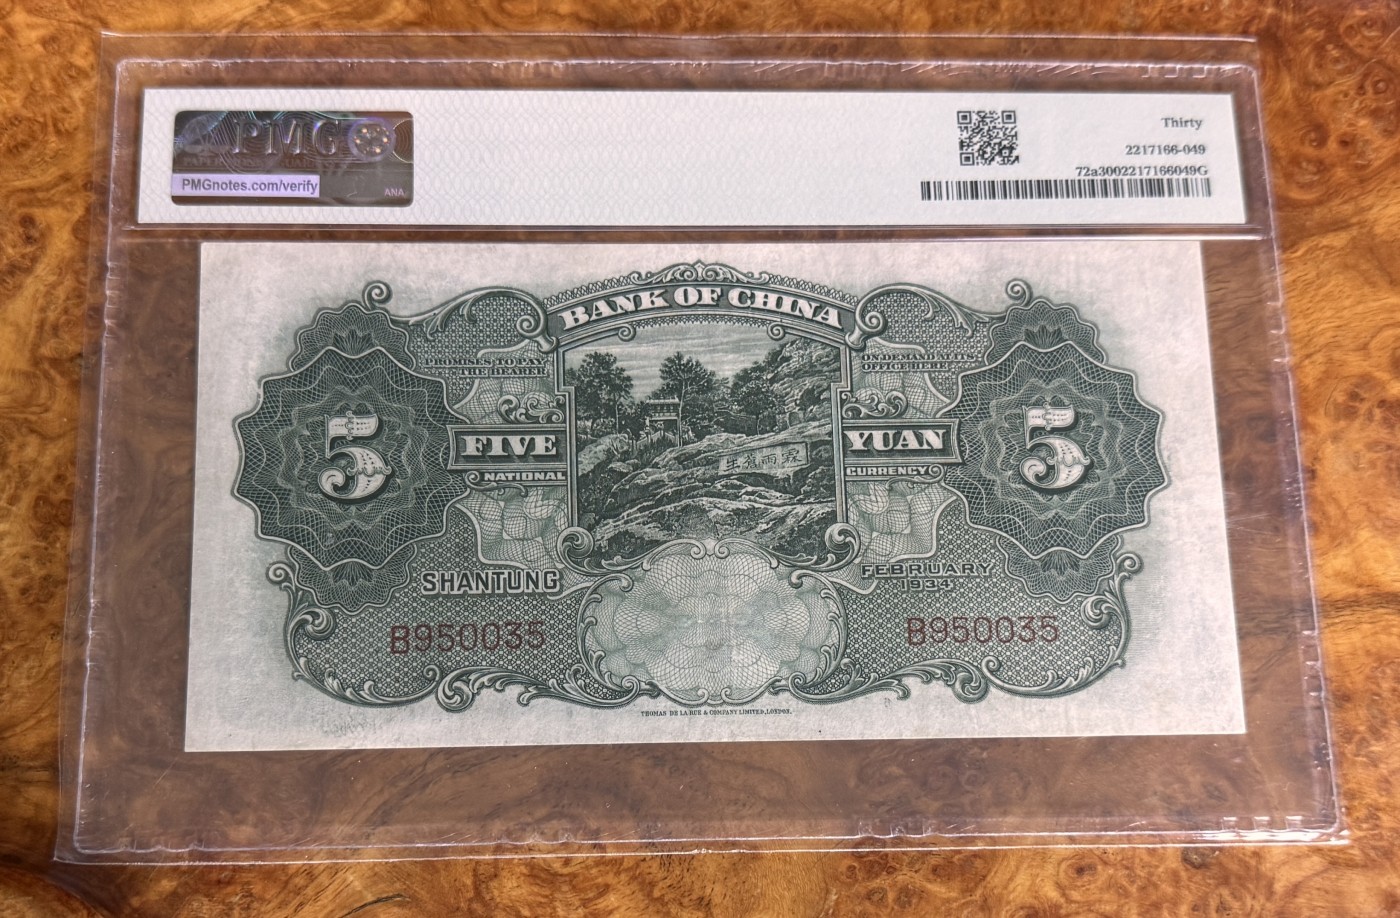 PMG
PMGnotes.com/verify
ANA
Thirty
2217166-049
72a3002217166049G
BANK OF CHINA
PROMISES TO PAY
THE BEARER
ON DEMAND AT ITS
OFFICE HERE
5
FIVE
YUAN
5
NATIONAL
CURRENCY
SHANTUNG
FEBRUARY
1934
B950035
B950035
THOMAS DE LA RUE & COMPANY LIMITED, LONDON.